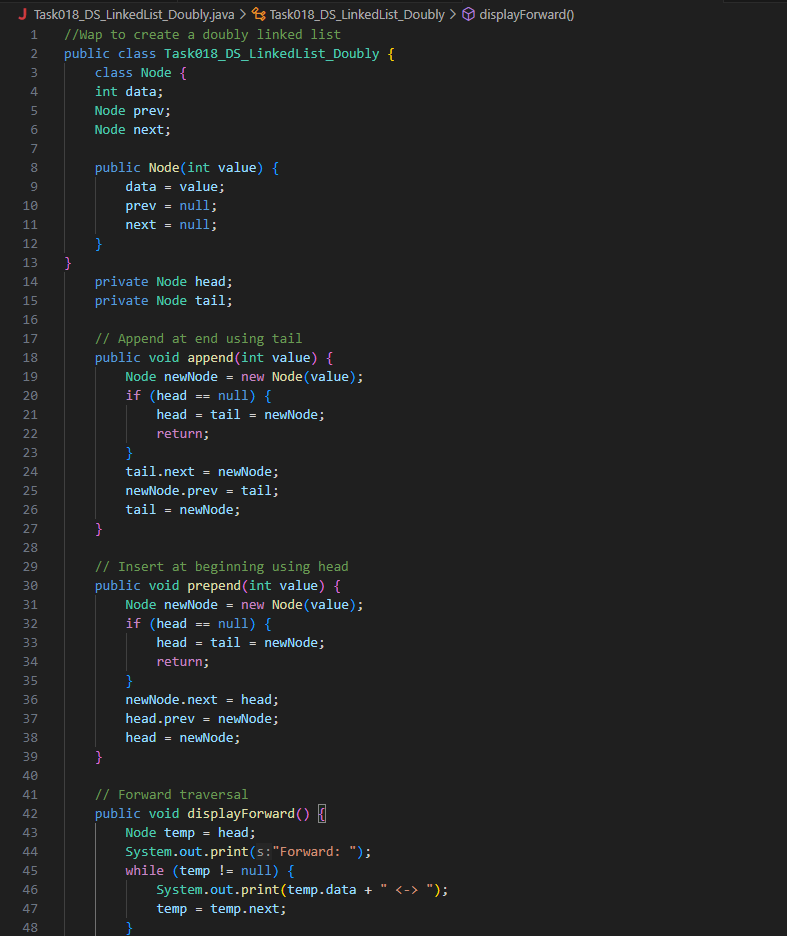 J Task018_DS_LinkedList_Doubly.java > Task018_DS_LinkedList_Doubly > displayForward()
1 //Wap to create a doubly linked list
2 public class Task018_DS_LinkedList_Doubly {
3     class Node {
4     int data;
5     Node prev;
6     Node next;
7
8     public Node(int value) {
9         data = value;
10         prev = null;
11         next = null;
12     }
13 }
14     private Node head;
15     private Node tail;
16
17     // Append at end using tail
18     public void append(int value) {
19         Node newNode = new Node(value);
20         if (head == null) {
21             head = tail = newNode;
22             return;
23         }
24         tail.next = newNode;
25         newNode.prev = tail;
26         tail = newNode;
27     }
28
29     // Insert at beginning using head
30     public void prepend(int value) {
31         Node newNode = new Node(value);
32         if (head == null) {
33             head = tail = newNode;
34             return;
35         }
36         newNode.next = head;
37         head.prev = newNode;
38         head = newNode;
39     }
40
41     // Forward traversal
42     public void displayForward() {
43         Node temp = head;
44         System.out.print(s:"Forward: ");
45         while (temp != null) {
46             System.out.print(temp.data + " <-> ");
47             temp = temp.next;
48         }